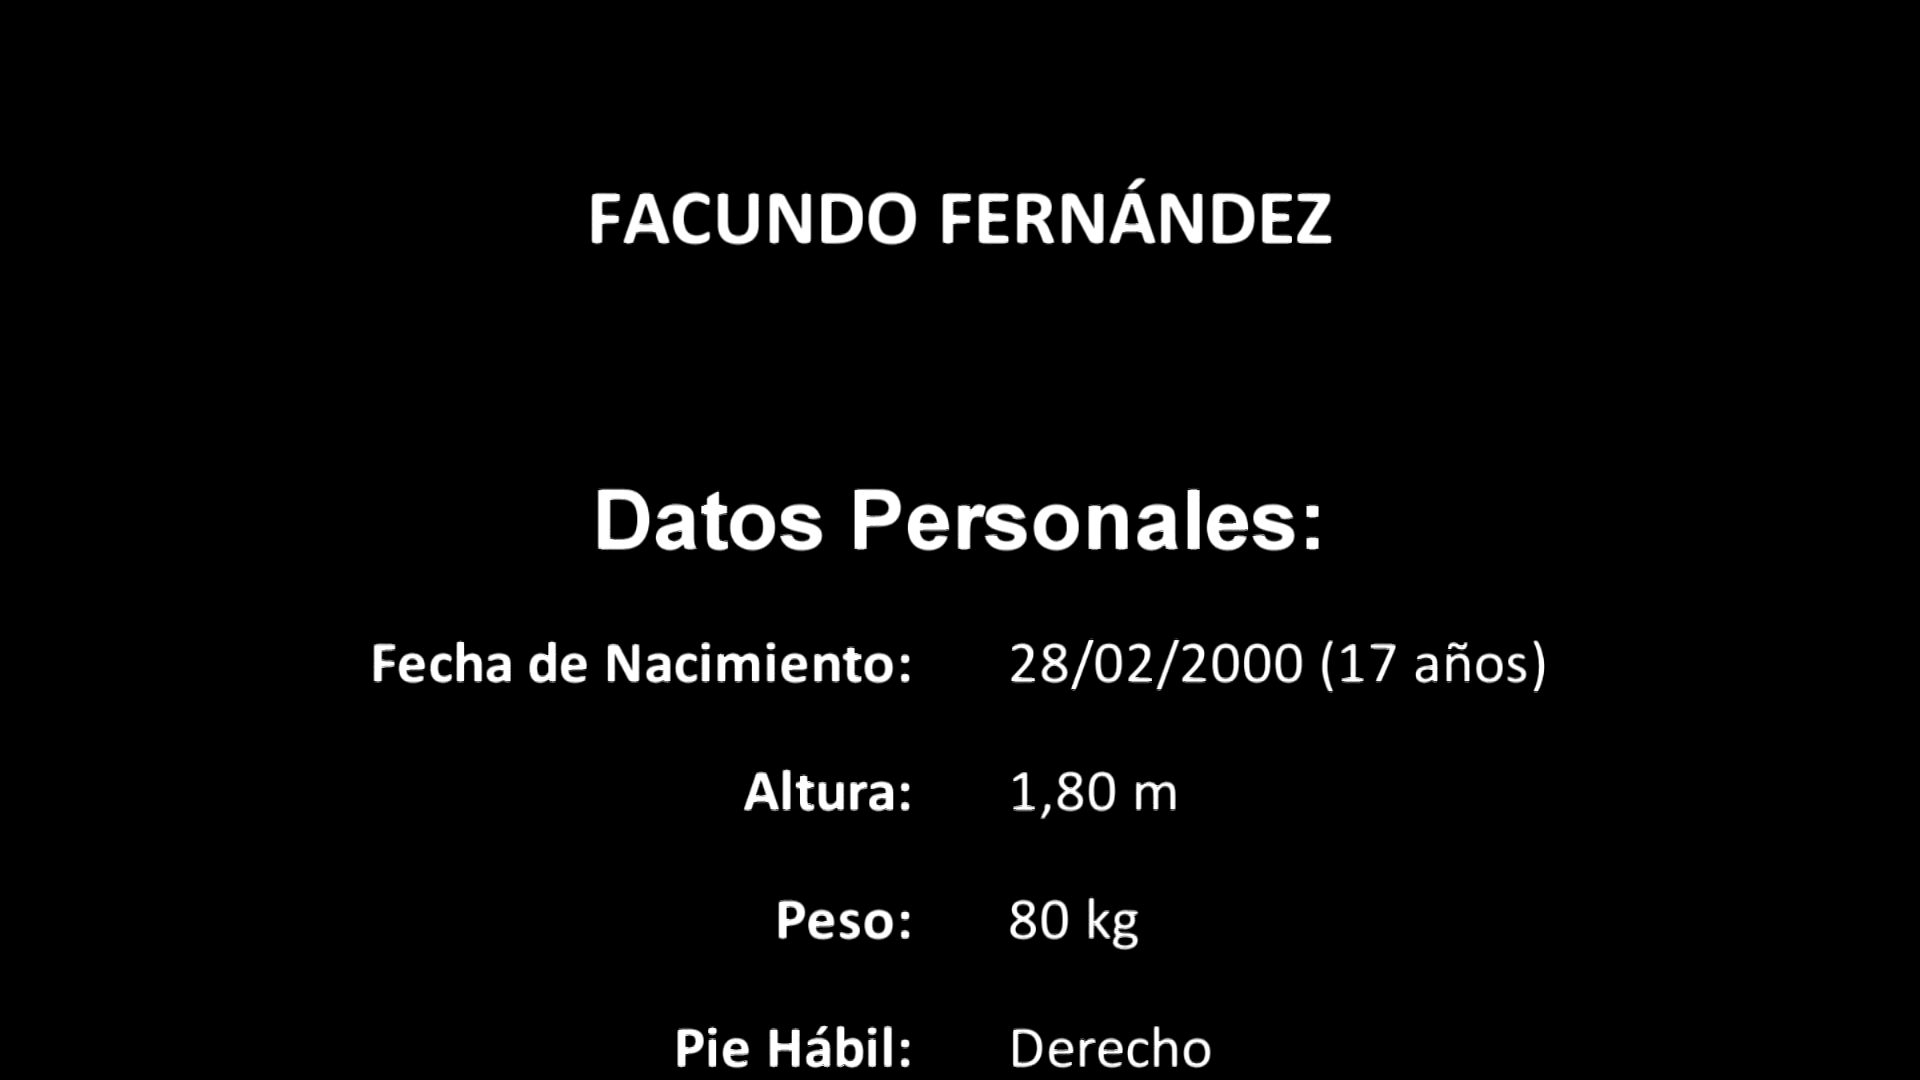 FACUNDO FERNÁNDEZ
Datos Personales:
Fecha de Nacimiento: 28/02/2000 (17 años)
Altura: 1,80 m
Peso: 80 kg
Pie Hábil: Derecho